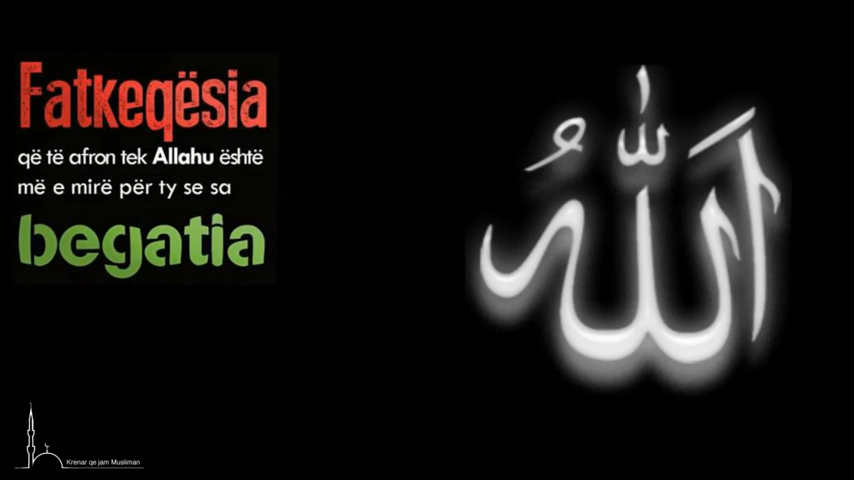 Fatkeqësia
që të afron tek Allahu është
më e mirë për ty se sa
begatia
الله
Krenar qe jam Musliman